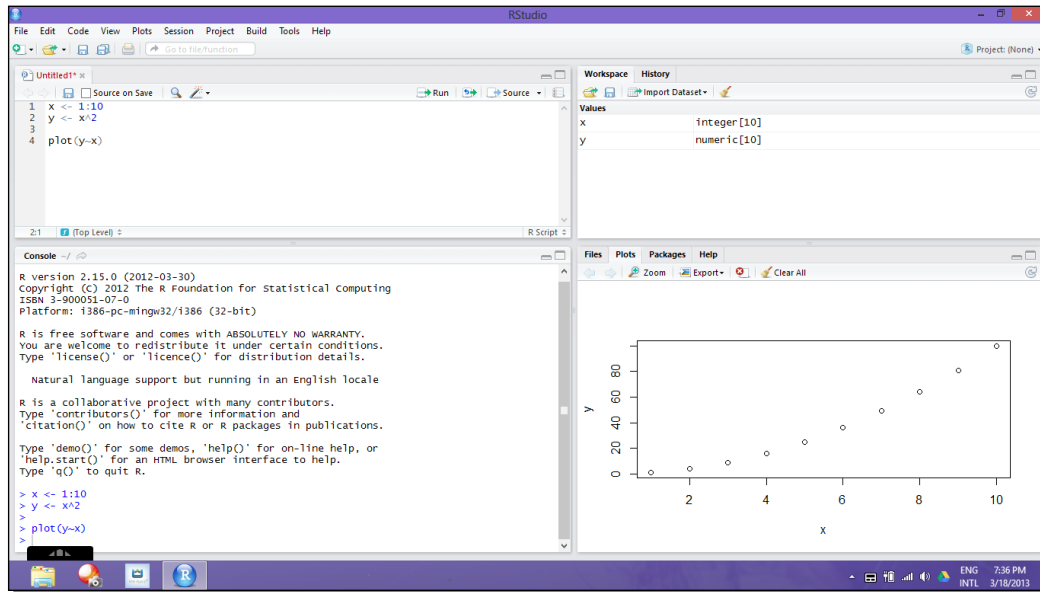 RStudio
File Edit Code View Plots Session Project Build Tools Help
Go to file/function
Project: (None)
Untitled1*
Source on Save
Run
Source
1 x <- 1:10
2 y <- x^2
3
4 plot(y~x)
2:1 (Top Level)
R Script
Workspace History
Import Dataset
Values
x integer[10]
y numeric[10]
Console ~/
R version 2.15.0 (2012-03-30)
Copyright (C) 2012 The R Foundation for Statistical Computing
ISBN 3-900051-07-0
Platform: i386-pc-mingw32/i386 (32-bit)
R is free software and comes with ABSOLUTELY NO WARRANTY.
You are welcome to redistribute it under certain conditions.
Type 'license()' or 'licence()' for distribution details.
Natural language support but running in an English locale
R is a collaborative project with many contributors.
Type 'contributors()' for more information and
'citation()' on how to cite R or R packages in publications.
Type 'demo()' for some demos, 'help()' for on-line help, or
'help.start()' for an HTML browser interface to help.
Type 'q()' to quit R.
> x <- 1:10
> y <- x^2
>
> plot(y~x)
>
Files Plots Packages Help
Zoom Export Clear All
y
80
60
40
20
0
2 4 6 8 10
x
R
ENG 7:36 PM
INTL 3/18/2013